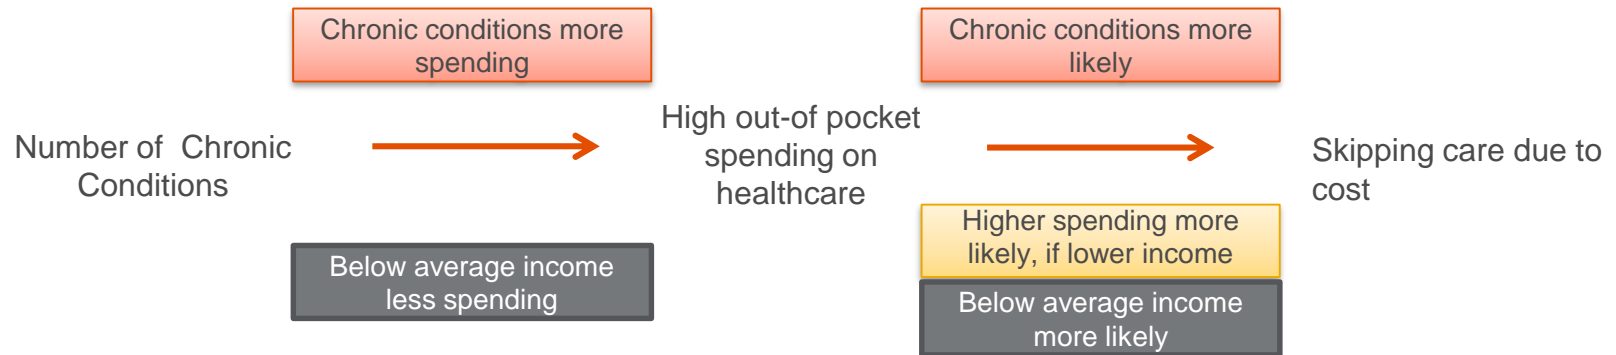 Chronic conditions more
spending
Chronic conditions more
likely
Number of  Chronic
Conditions
High out-of pocket
spending on
healthcare
Skipping care due to
cost
Below average income
less spending
Higher spending more
likely, if lower income
Below average income
more likely